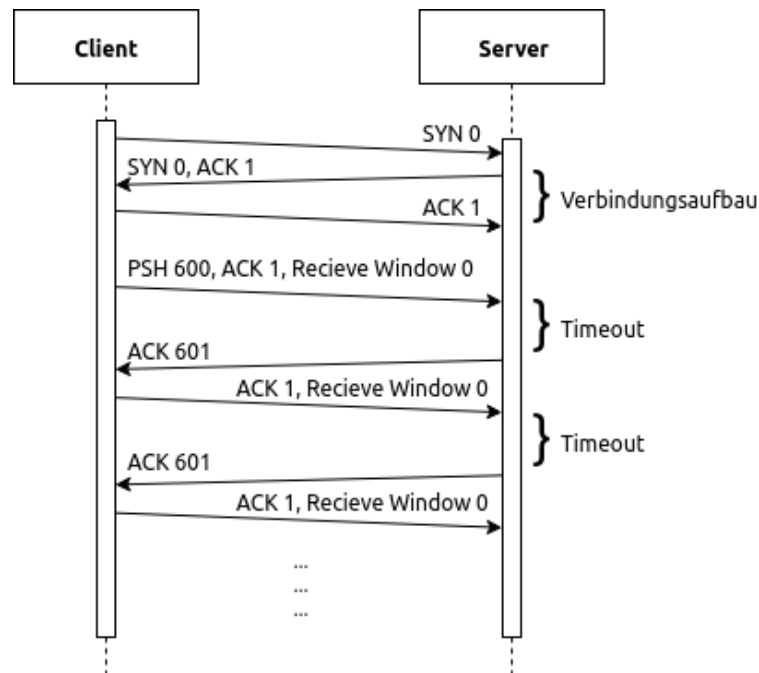 Client
Server
SYN 0
SYN 0, ACK 1
Verbindungsaufbau
ACK 1
PSH 600, ACK 1, Recieve Window 0
Timeout
ACK 601
ACK 1, Recieve Window 0
Timeout
ACK 601
ACK 1, Recieve Window 0
...
...
...